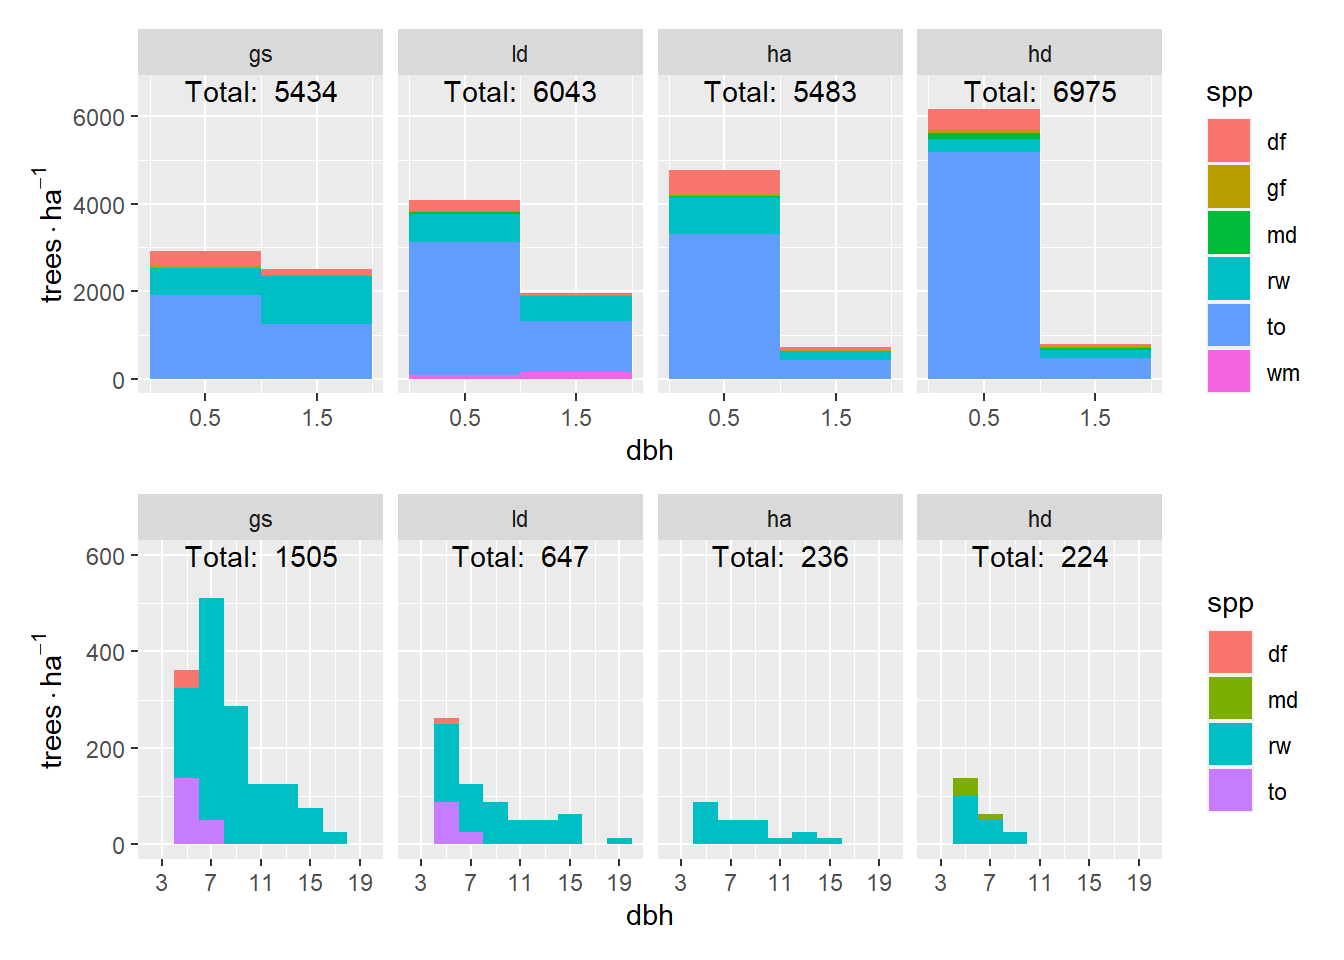 gs ld ha hd
Total: 5434 Total: 6043 Total: 5483 Total: 6975
trees · ha⁻¹
6000
4000
2000
0
0.5 1.5 0.5 1.5 0.5 1.5 0.5 1.5
dbh
spp
df
gf
md
rw
to
wm
gs ld ha hd
Total: 1505 Total: 647 Total: 236 Total: 224
trees · ha⁻¹
600
400
200
0
3 7 11 15 19 3 7 11 15 19 3 7 11 15 19 3 7 11 15 19
dbh
spp
df
md
rw
to